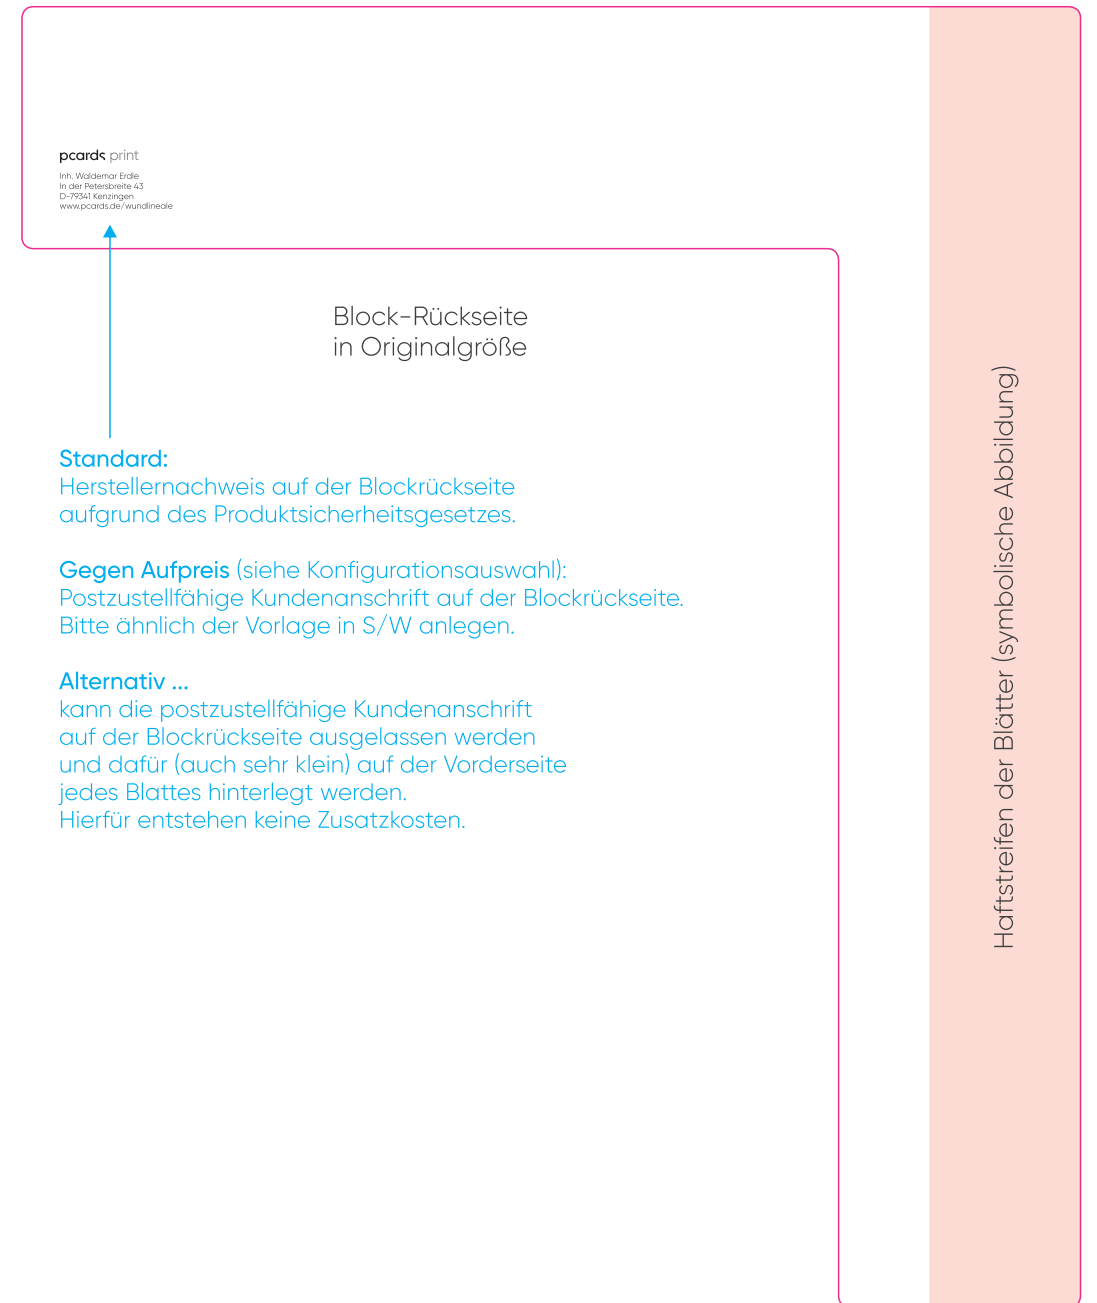 pcards print
Inh. Waldemar Erdle
In der Petersbreite 43
D-79341 Kenzingen
www.pcards.de/wundlineale
Block-Rückseite
in Originalgröße
Standard:
Herstellernachweis auf der Blockrückseite
aufgrund des Produktsicherheitsgesetzes.
Gegen Aufpreis (siehe Konfigurationsauswahl):
Postzustellfähige Kundenanschrift auf der Blockrückseite.
Bitte ähnlich der Vorlage in S/W anlegen.
Alternativ ...
kann die postzustellfähige Kundenanschrift
auf der Blockrückseite ausgelassen werden
und dafür (auch sehr klein) auf der Vorderseite
jedes Blattes hinterlegt werden.
Hierfür entstehen keine Zusatzkosten.
Haftstreifen der Blätter (symbolische Abbildung)